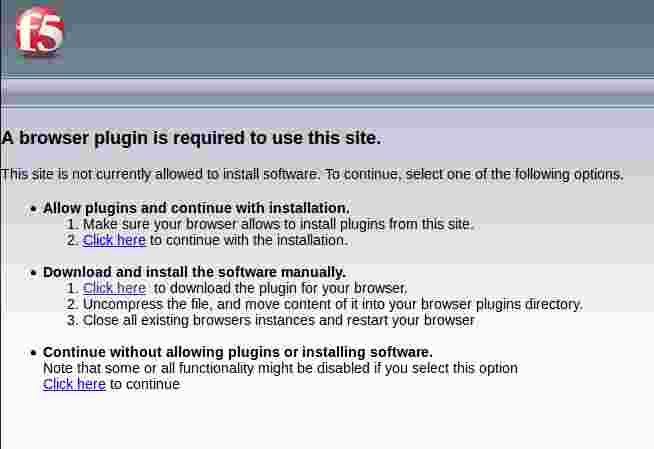 f5
A browser plugin is required to use this site.
This site is not currently allowed to install software. To continue, select one of the following options.
• Allow plugins and continue with installation.
1. Make sure your browser allows to install plugins from this site.
2. Click here to continue with the installation.
• Download and install the software manually.
1. Click here to download the plugin for your browser.
2. Uncompress the file, and move content of it into your browser plugins directory.
3. Close all existing browsers instances and restart your browser
• Continue without allowing plugins or installing software.
Note that some or all functionality might be disabled if you select this option
Click here to continue